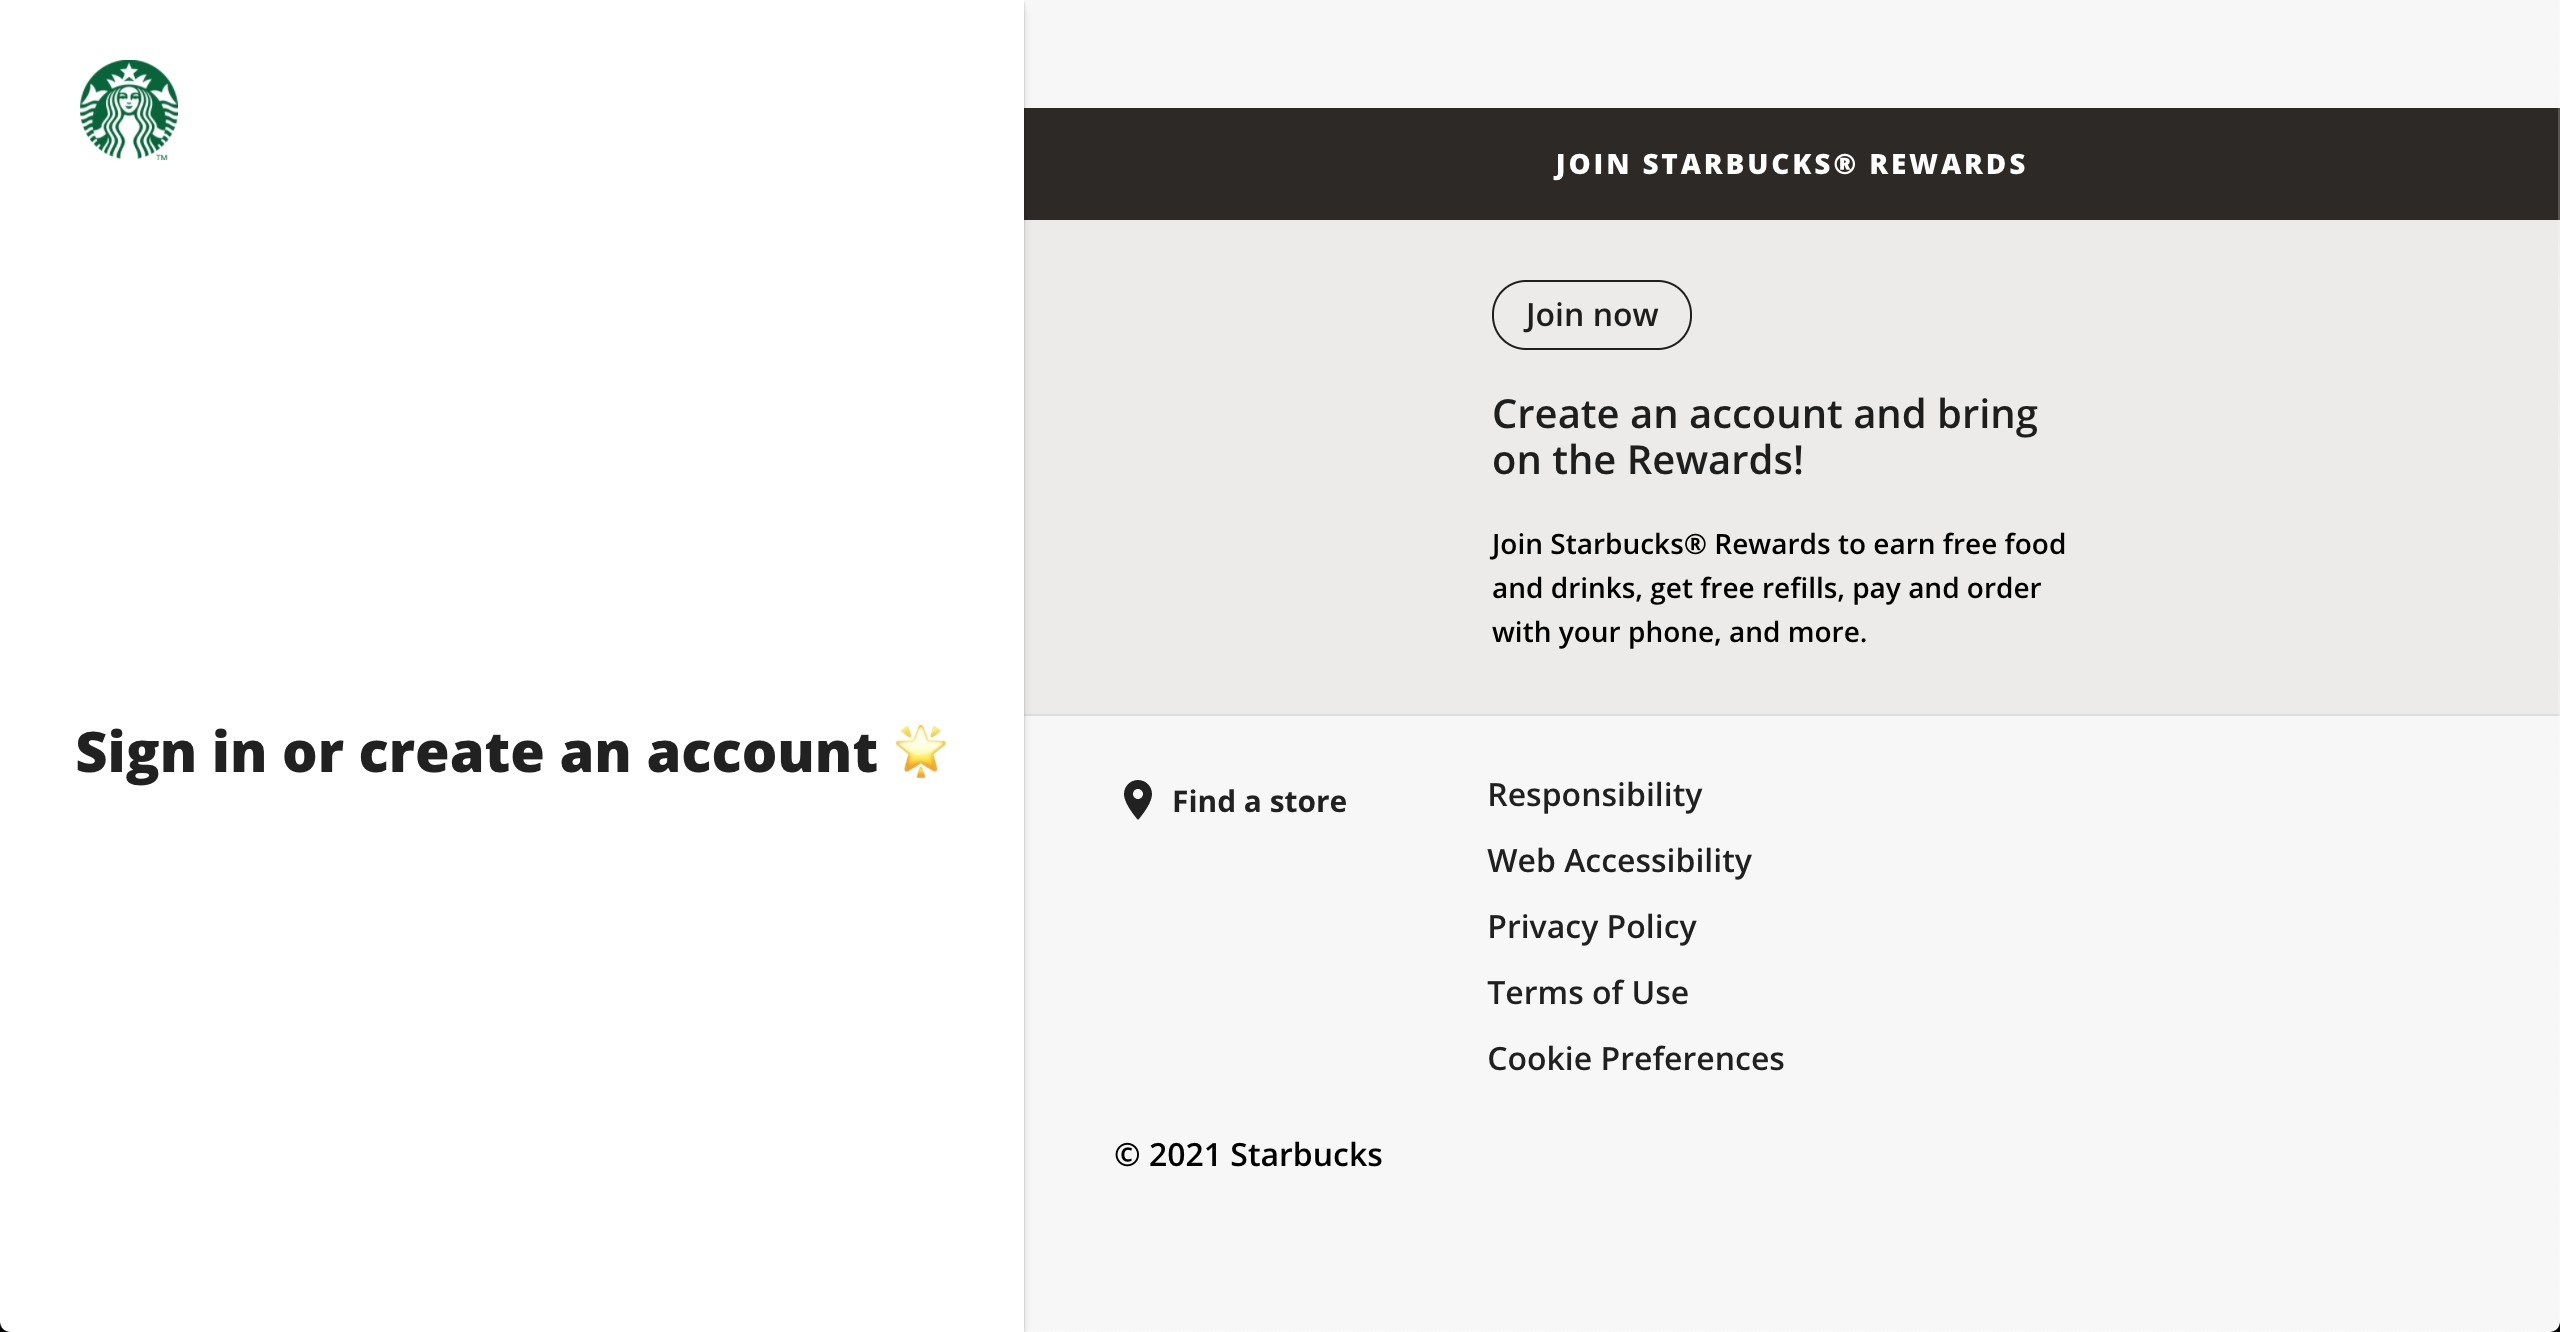 TM
Sign in or create an account 🌟
JOIN STARBUCKS® REWARDS
Join now
Create an account and bring
on the Rewards!
Join Starbucks® Rewards to earn free food
and drinks, get free refills, pay and order
with your phone, and more.
Find a store
Responsibility
Web Accessibility
Privacy Policy
Terms of Use
Cookie Preferences
© 2021 Starbucks